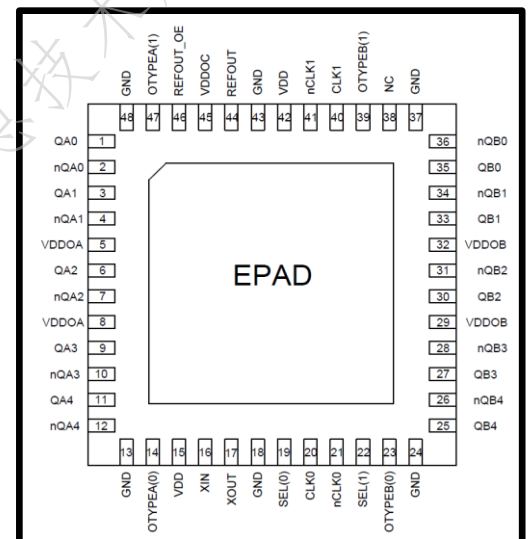 GND
OTYPEA(1)
REFOUT_OE
VDDOC
REFOUT
GND
VDD
nCLK1
CLK1
OTYPEB(1)
NC
GND
48 47 46 45 44 43 42 41 40 39 38 37
QA0 1
nQA0 2
QA1 3
nQA1 4
VDDOA 5
QA2 6
nQA2 7
VDDOA 8
QA3 9
nQA3 10
QA4 11
nQA4 12
EPAD
36 nQB0
35 QB0
34 nQB1
33 QB1
32 VDDOB
31 nQB2
30 QB2
29 VDDOB
28 nQB3
27 QB3
26 nQB4
25 QB4
13 14 15 16 17 18 19 20 21 22 23 24
GND
OTYPEA(0)
VDD
XIN
XOUT
GND
SEL(0)
CLK0
nCLK0
SEL(1)
OTYPEB(0)
GND
技术